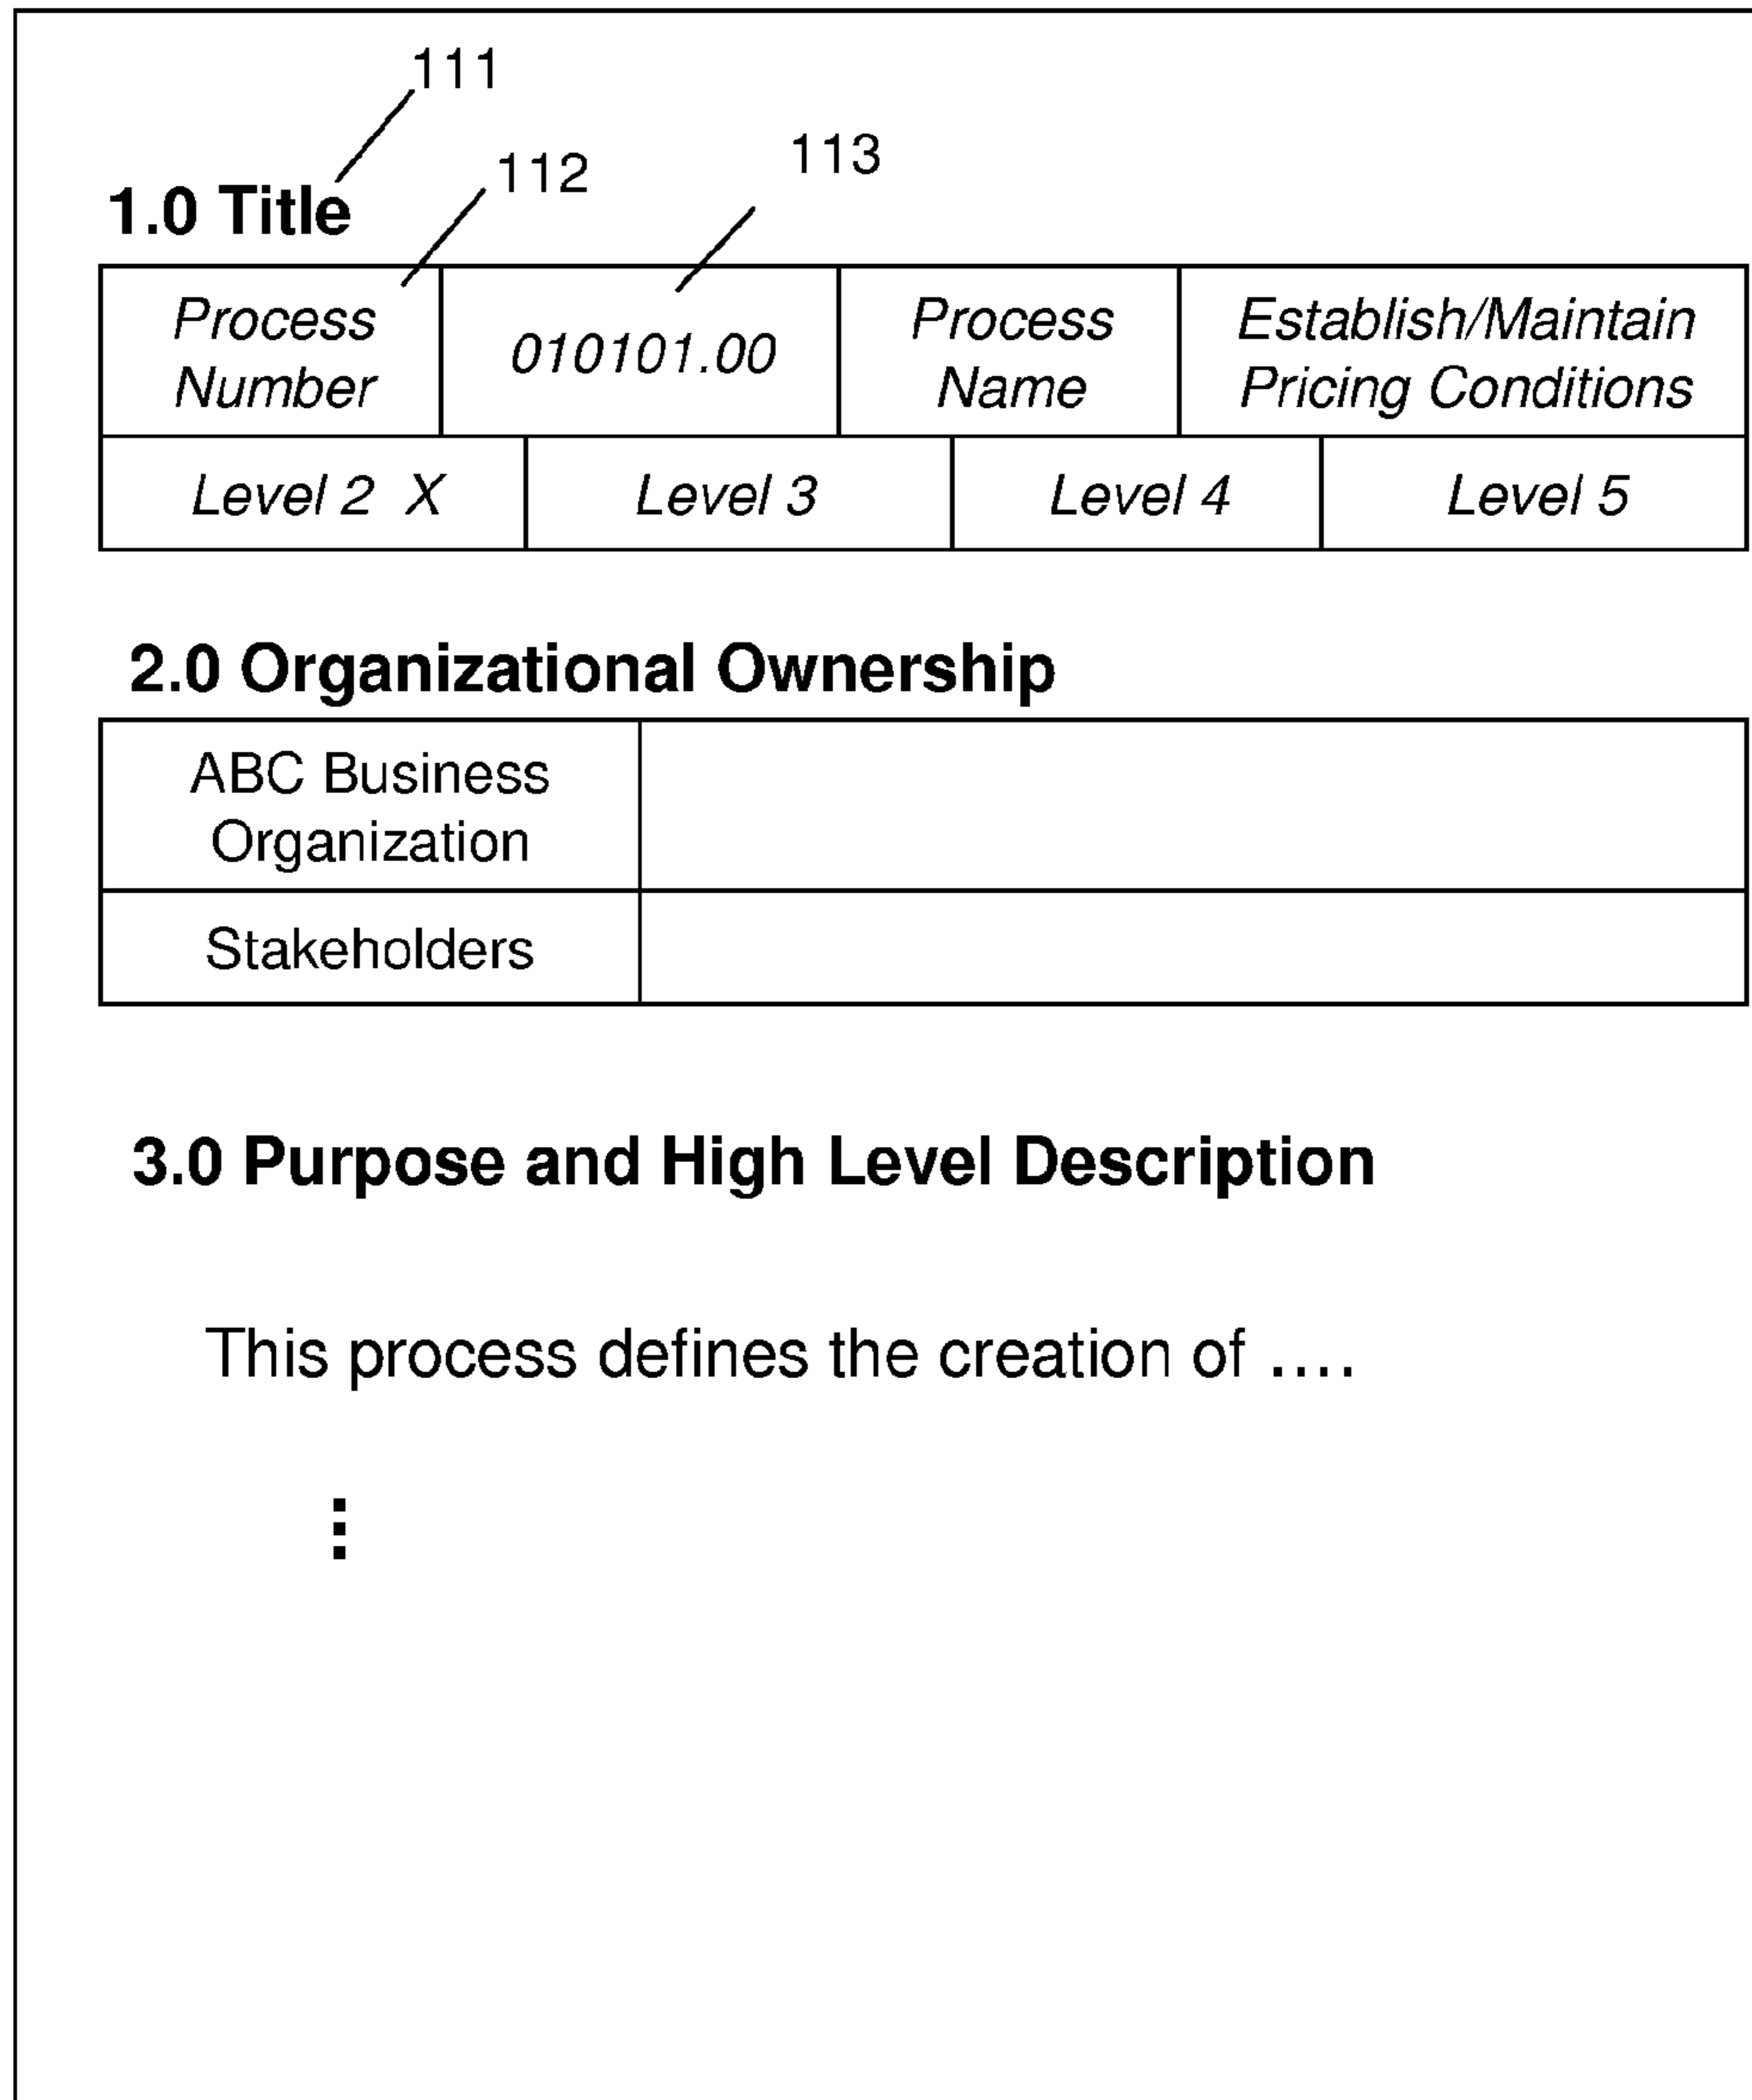 111
112
113
1.0 Title
Process
Number
010101.00
Process
Name
Establish/Maintain
Pricing Conditions
Level 2 X
Level 3
Level 4
Level 5
2.0 Organizational Ownership
ABC Business
Organization
Stakeholders
3.0 Purpose and High Level Description
This process defines the creation of ....